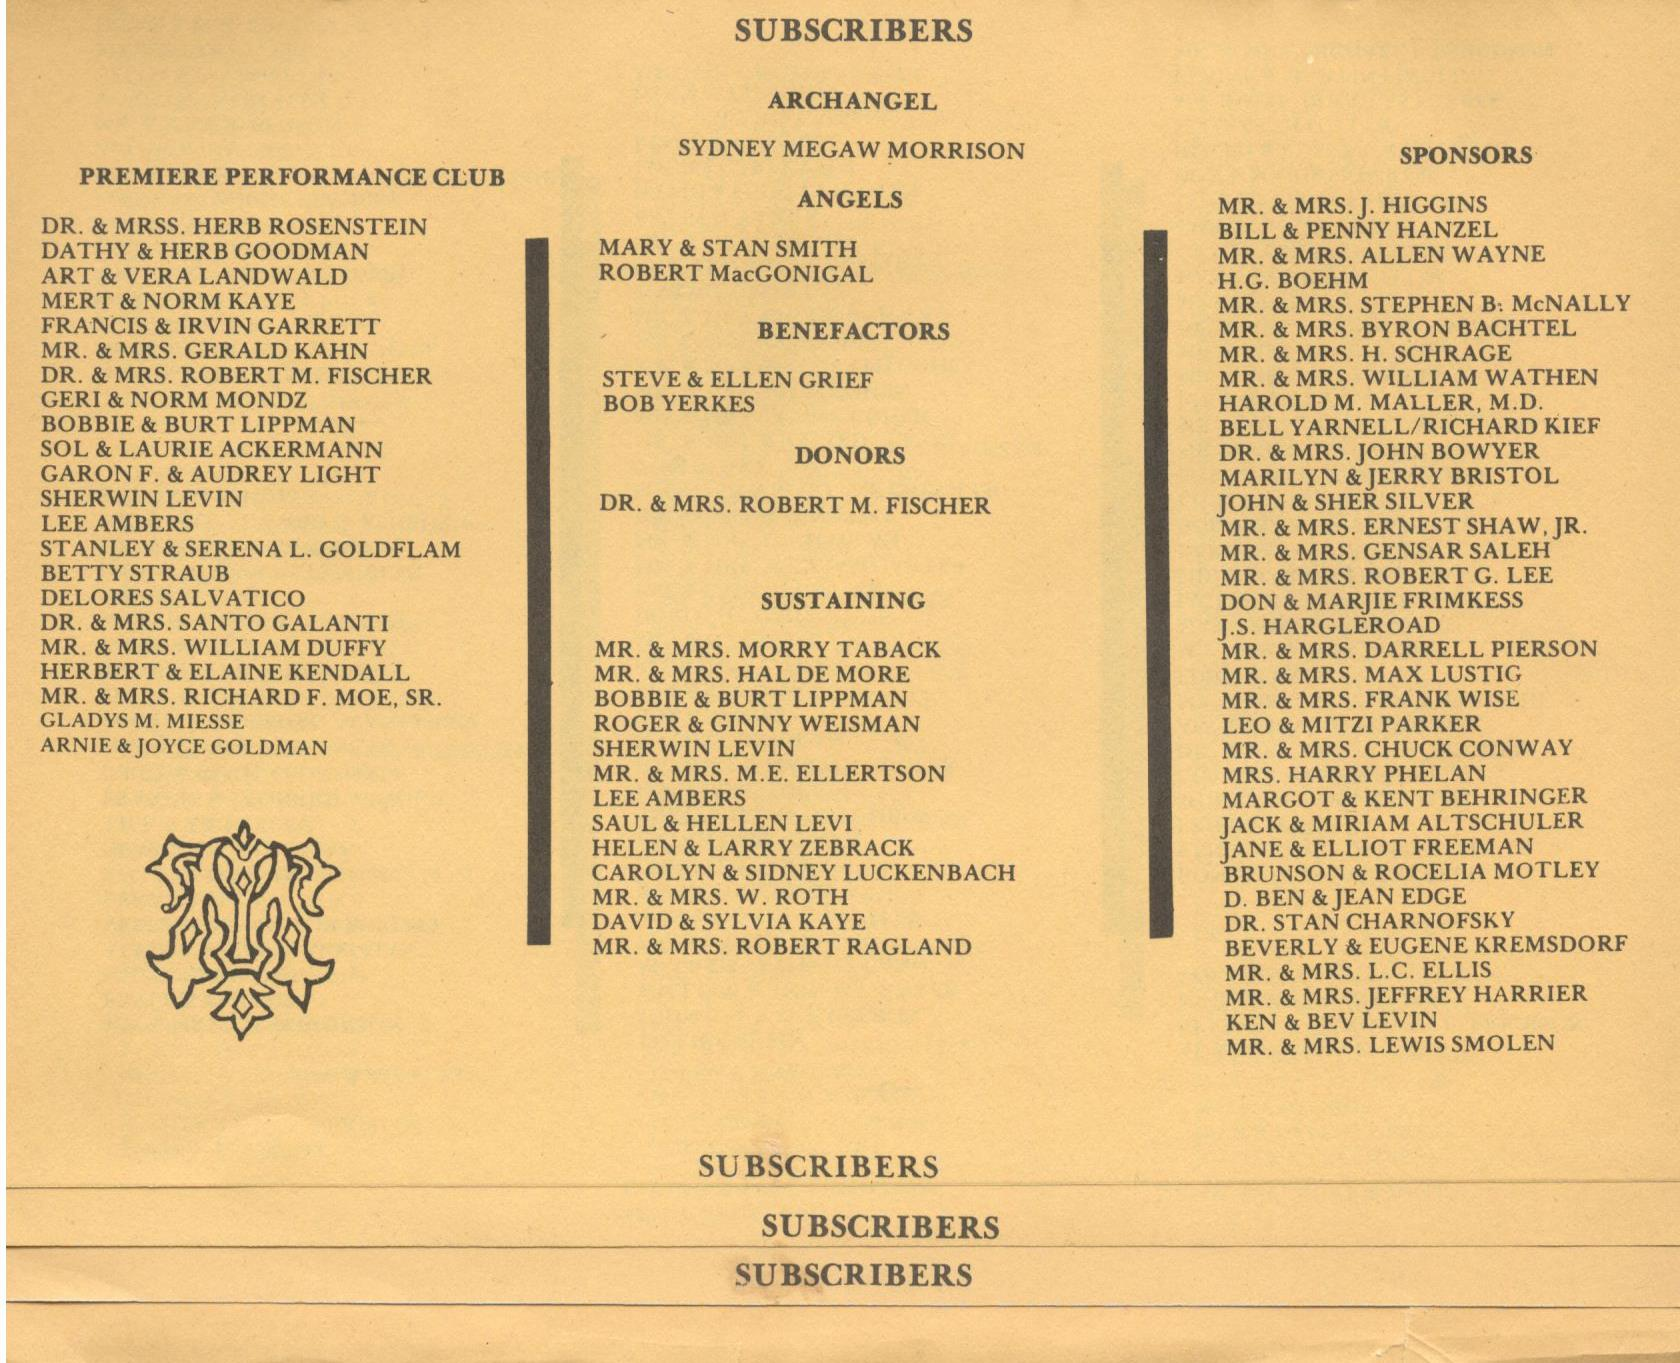 SUBSCRIBERS
PREMIERE PERFORMANCE CLUB
DR. & MRSS. HERB ROSENSTEIN
DATHY & HERB GOODMAN
ART & VERA LANDWALD
MERT & NORM KAYE
FRANCIS & IRVIN GARRETT
MR. & MRS. GERALD KAHN
DR. & MRS. ROBERT M. FISCHER
GERI & NORM MONDZ
BOBBIE & BURT LIPPMAN
SOL & LAURIE ACKERMANN
GARON F. & AUDREY LIGHT
SHERWIN LEVIN
LEE AMBERS
STANLEY & SERENA L. GOLDFLAM
BETTY STRAUB
DELORES SALVATICO
DR. & MRS. SANTO GALANTI
MR. & MRS. WILLIAM DUFFY
HERBERT & ELAINE KENDALL
MR. & MRS. RICHARD F. MOE, SR.
GLADYS M. MIESSE
ARNIE & JOYCE GOLDMAN
ARCHANGEL
SYDNEY MEGAW MORRISON
ANGELS
MARY & STAN SMITH
ROBERT MacGONIGAL
BENEFACTORS
STEVE & ELLEN GRIEF
BOB YERKES
DONORS
DR. & MRS. ROBERT M. FISCHER
SUSTAINING
MR. & MRS. MORRY TABACK
MR. & MRS. HAL DE MORE
BOBBIE & BURT LIPPMAN
ROGER & GINNY WEISMAN
SHERWIN LEVIN
MR. & MRS. M.E. ELLERTSON
LEE AMBERS
SAUL & HELLEN LEVI
HELEN & LARRY ZEBRACK
CAROLYN & SIDNEY LUCKENBACH
MR. & MRS. W. ROTH
DAVID & SYLVIA KAYE
MR. & MRS. ROBERT RAGLAND
SPONSORS
MR. & MRS. J. HIGGINS
BILL & PENNY HANZEL
MR. & MRS. ALLEN WAYNE
H.G. BOEHM
MR. & MRS. STEPHEN B. McNALLY
MR. & MRS. BYRON BACHTEL
MR. & MRS. H. SCHRAGE
MR. & MRS. WILLIAM WATHEN
HAROLD M. MALLER, M.D.
BELL YARNELL/RICHARD KIEF
DR. & MRS. JOHN BOWYER
MARILYN & JERRY BRISTOL
JOHN & SHER SILVER
MR. & MRS. ERNEST SHAW, JR.
MR. & MRS. GENSAR SALEH
MR. & MRS. ROBERT G. LEE
DON & MARJIE FRIMKESS
J.S. HARGLEROAD
MR. & MRS. DARRELL PIERSON
MR. & MRS. MAX LUSTIG
MR. & MRS. FRANK WISE
LEO & MITZI PARKER
MR. & MRS. CHUCK CONWAY
MRS. HARRY PHELAN
MARGOT & KENT BEHRINGER
JACK & MIRIAM ALTSCHULER
JANE & ELLIOT FREEMAN
BRUNSON & ROCELIA MOTLEY
D. BEN & JEAN EDGE
DR. STAN CHARNOFSKY
BEVERLY & EUGENE KREMSDORF
MR. & MRS. L.C. ELLIS
MR. & MRS. JEFFREY HARRIER
KEN & BEV LEVIN
MR. & MRS. LEWIS SMOLEN
SUBSCRIBERS
SUBSCRIBERS
SUBSCRIBERS